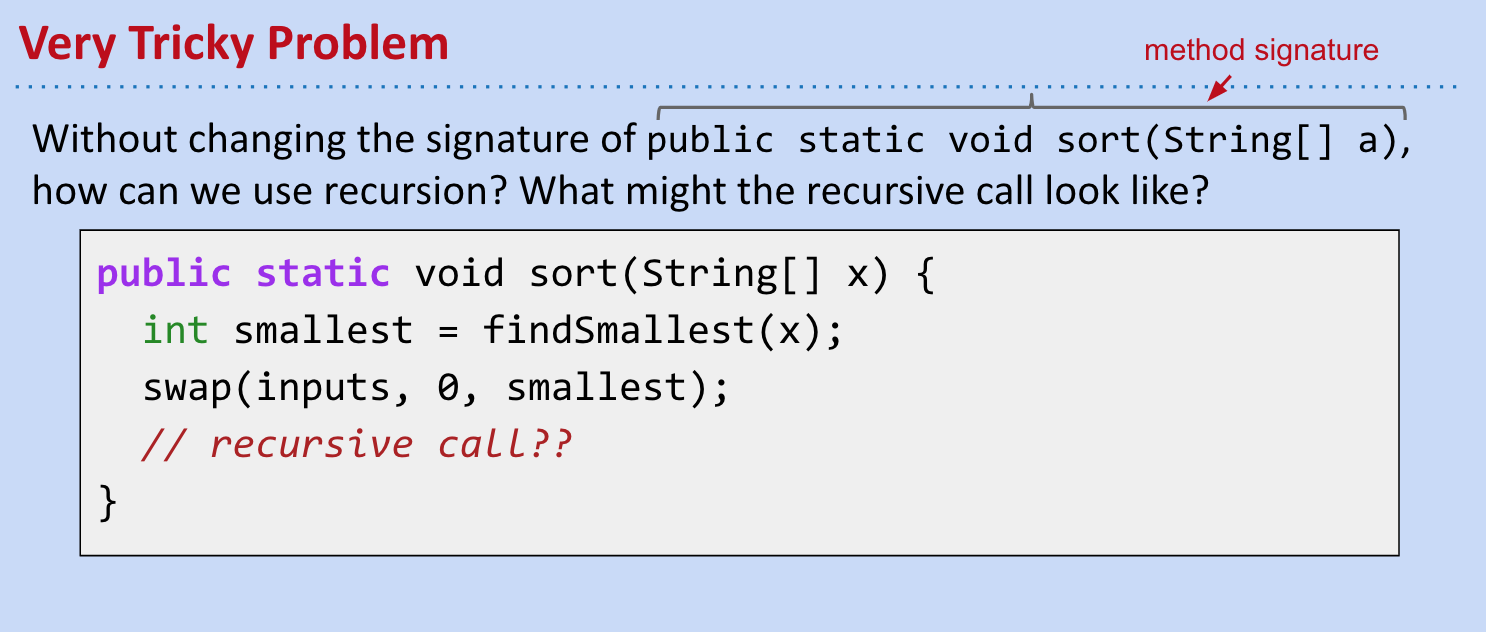 Very Tricky Problem
method signature
Without changing the signature of public static void sort(String[] a),
how can we use recursion? What might the recursive call look like?
public static void sort(String[] x) {
  int smallest = findSmallest(x);
  swap(inputs, 0, smallest);
  // recursive call??
}